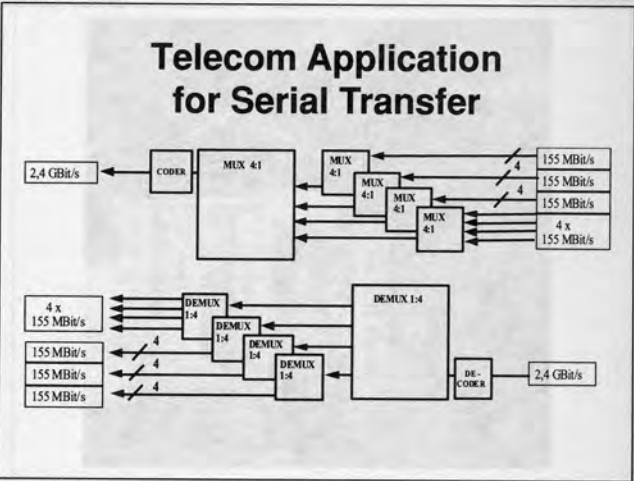 Telecom Application
for Serial Transfer
2,4 GBit/s
CODER
MUX 4:1
MUX
4:1
MUX
4:1
MUX
4:1
MUX
4:1
4
4
4
155 MBit/s
155 MBit/s
155 MBit/s
4 x
155 MBit/s
4 x
155 MBit/s
155 MBit/s
155 MBit/s
155 MBit/s
4
4
4
DEMUX
1:4
DEMUX
1:4
DEMUX
1:4
DEMUX
1:4
DEMUX 1:4
DE-
CODER
2,4 GBit/s